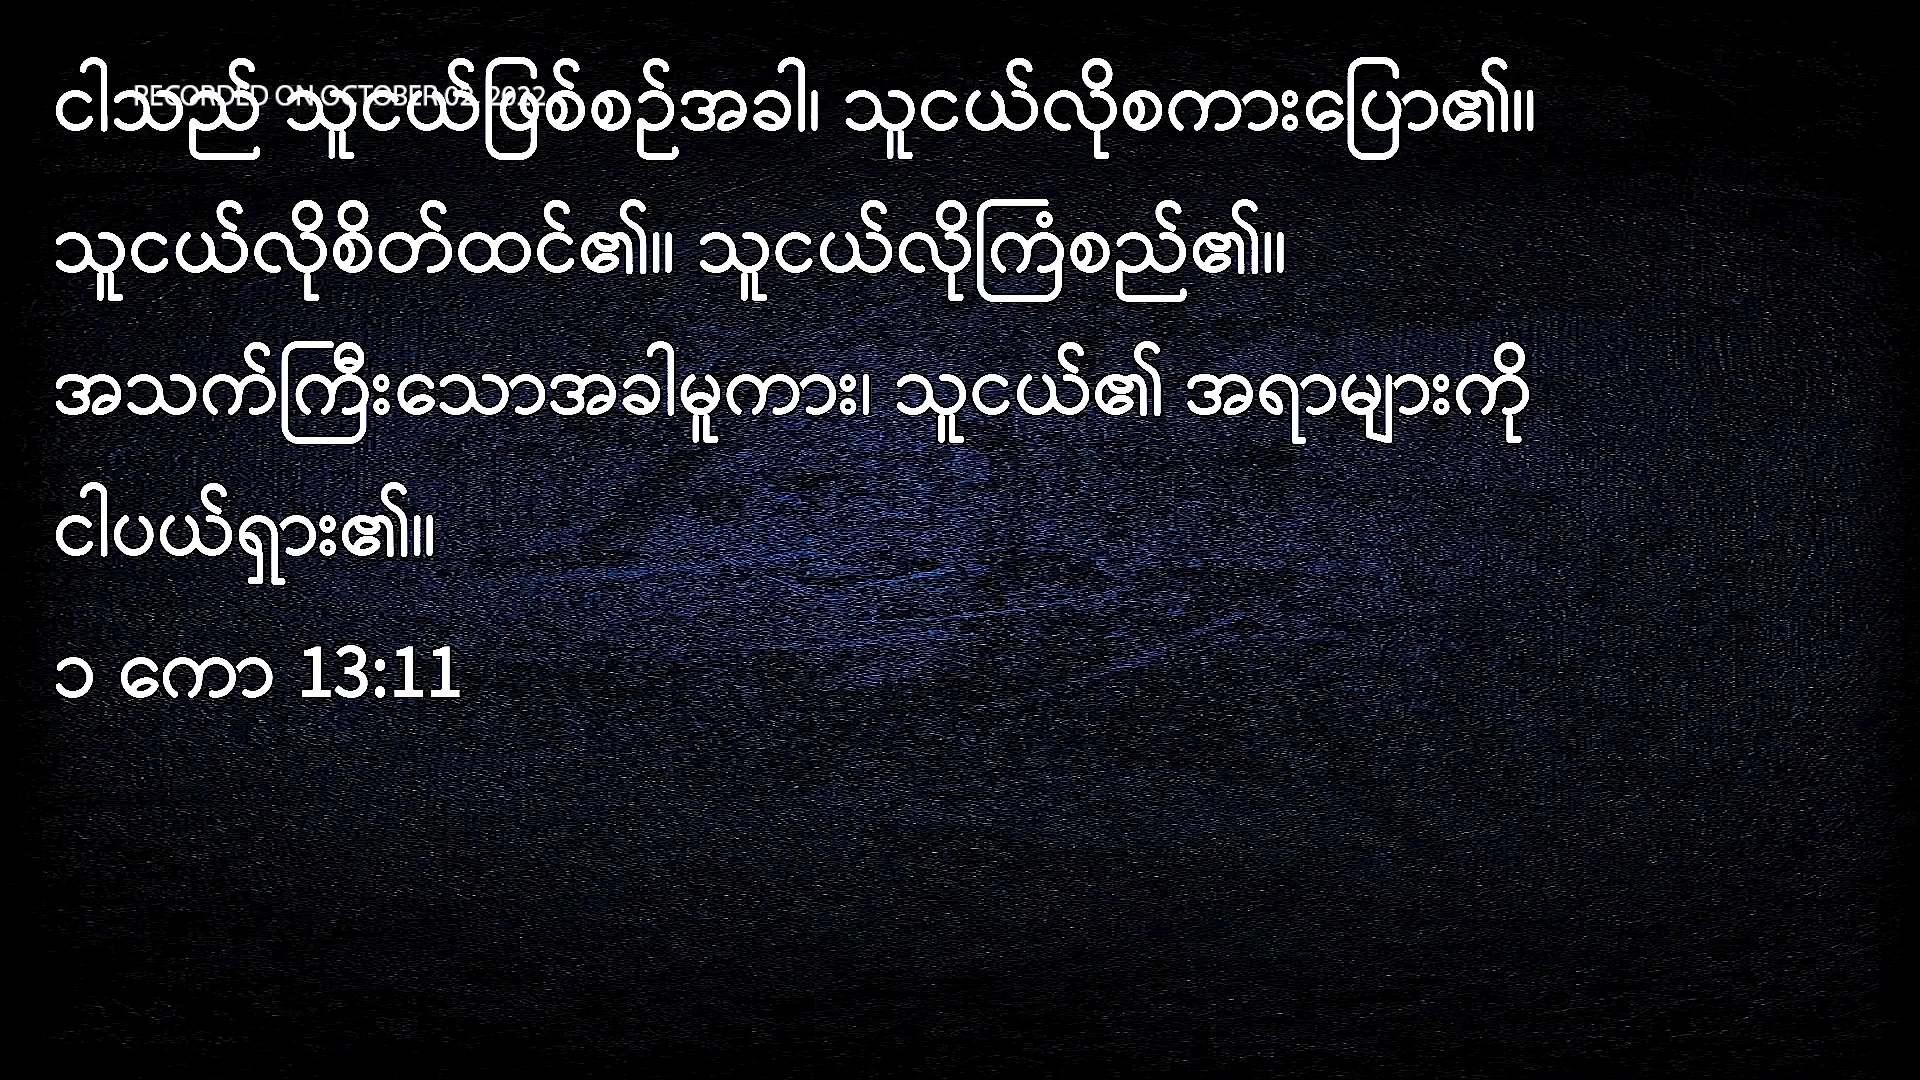 RECORDED ON OCTOBER 02, 2022
ငါသည် သူငယ်ဖြစ်စဉ်အခါ၊ သူငယ်လိုစကားပြော၏။
သူငယ်လိုစိတ်ထင်၏။ သူငယ်လိုကြံစည်၏။
အသက်ကြီးသောအခါမူကား၊ သူငယ်၏ အရာများကို
ငါပယ်ရှား၏။
၁ ကော 13:11